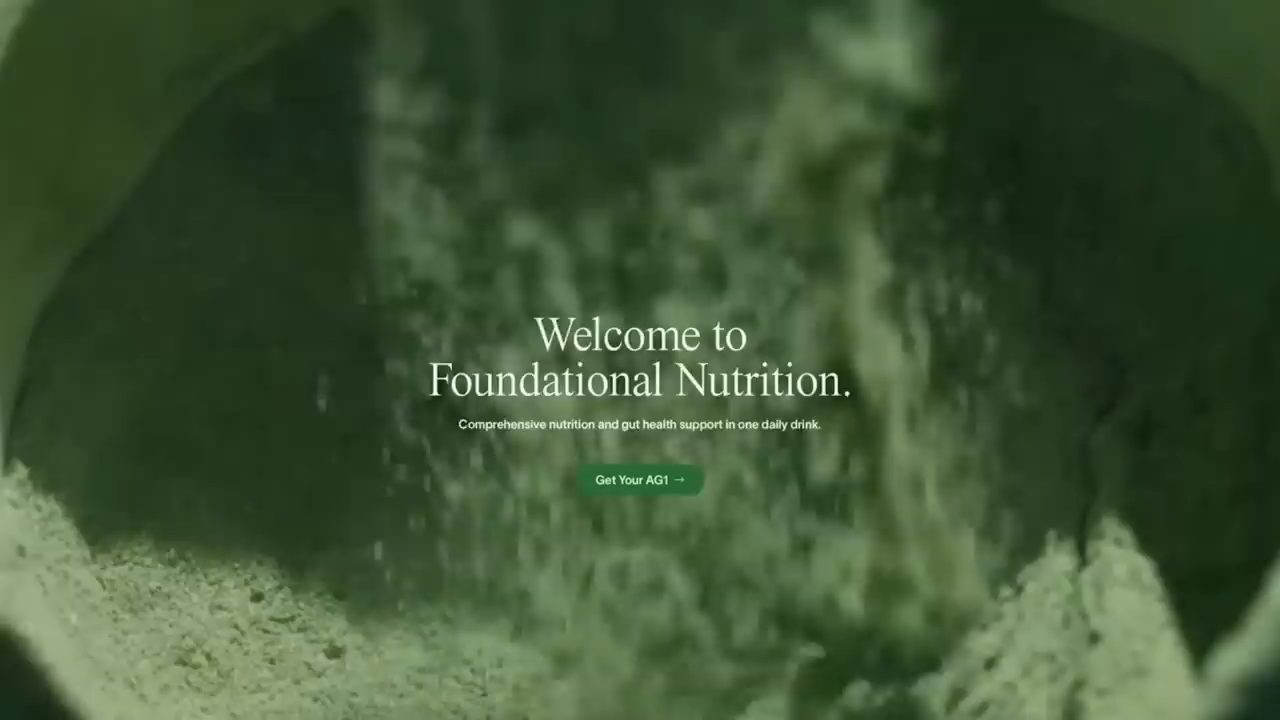 Welcome to
Foundational Nutrition.
Comprehensive nutrition and gut health support in one daily drink.
Get Your AG1 →